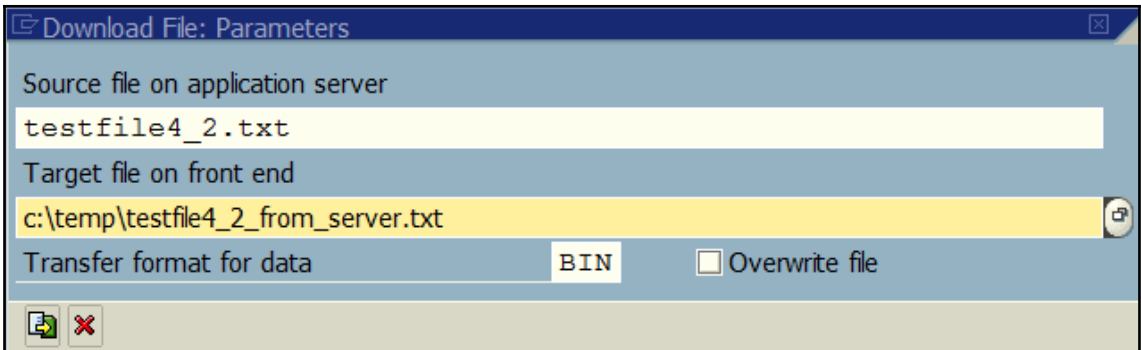 Download File: Parameters
Source file on application server
testfile4_2.txt
Target file on front end
c:\temp\testfile4_2_from_server.txt
Transfer format for data BIN Overwrite file